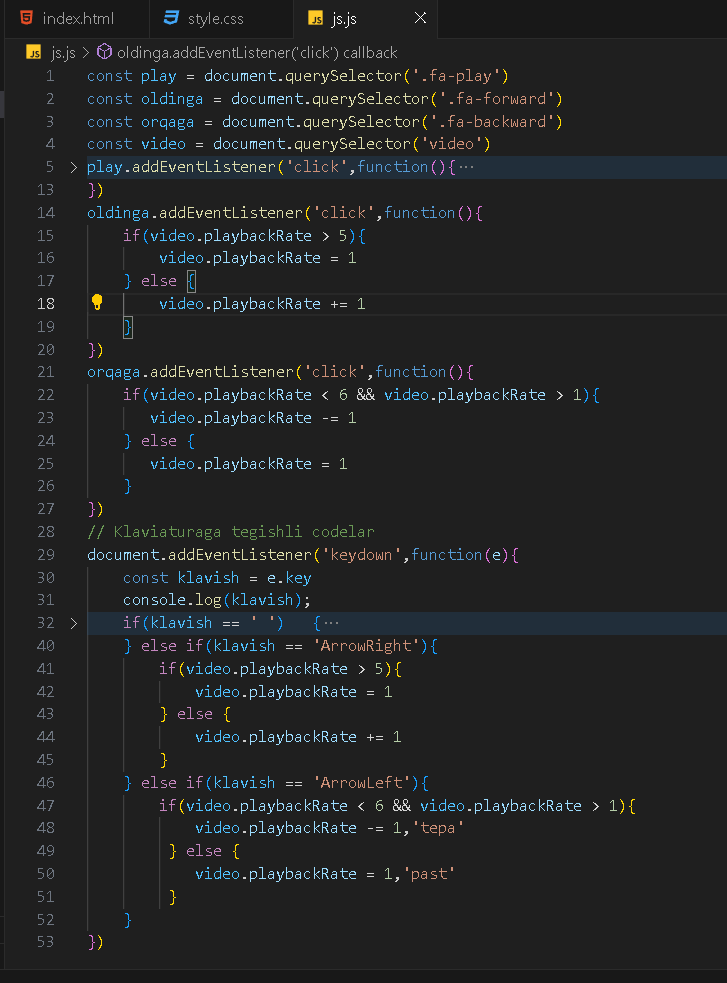 index.html style.css js.js
js.js > oldinga.addEventListener('click') callback
1 const play = document.querySelector('.fa-play')
2 const oldinga = document.querySelector('.fa-forward')
3 const orqaga = document.querySelector('.fa-backward')
4 const video = document.querySelector('video')
5 play.addEventListener('click',function(){…
13 })
14 oldinga.addEventListener('click',function(){
15 if(video.playbackRate > 5){
16 video.playbackRate = 1
17 } else {
18 video.playbackRate += 1
19 }
20 })
21 orqaga.addEventListener('click',function(){
22 if(video.playbackRate < 6 && video.playbackRate > 1){
23 video.playbackRate -= 1
24 } else {
25 video.playbackRate = 1
26 }
27 })
28 // Klaviaturaga tegishli codelar
29 document.addEventListener('keydown',function(e){
30 const klavish = e.key
31 console.log(klavish);
32 if(klavish == ' ') {…
40 } else if(klavish == 'ArrowRight'){
41 if(video.playbackRate > 5){
42 video.playbackRate = 1
43 } else {
44 video.playbackRate += 1
45 }
46 } else if(klavish == 'ArrowLeft'){
47 if(video.playbackRate < 6 && video.playbackRate > 1){
48 video.playbackRate -= 1,'tepa'
49 } else {
50 video.playbackRate = 1,'past'
51 }
52 }
53 })